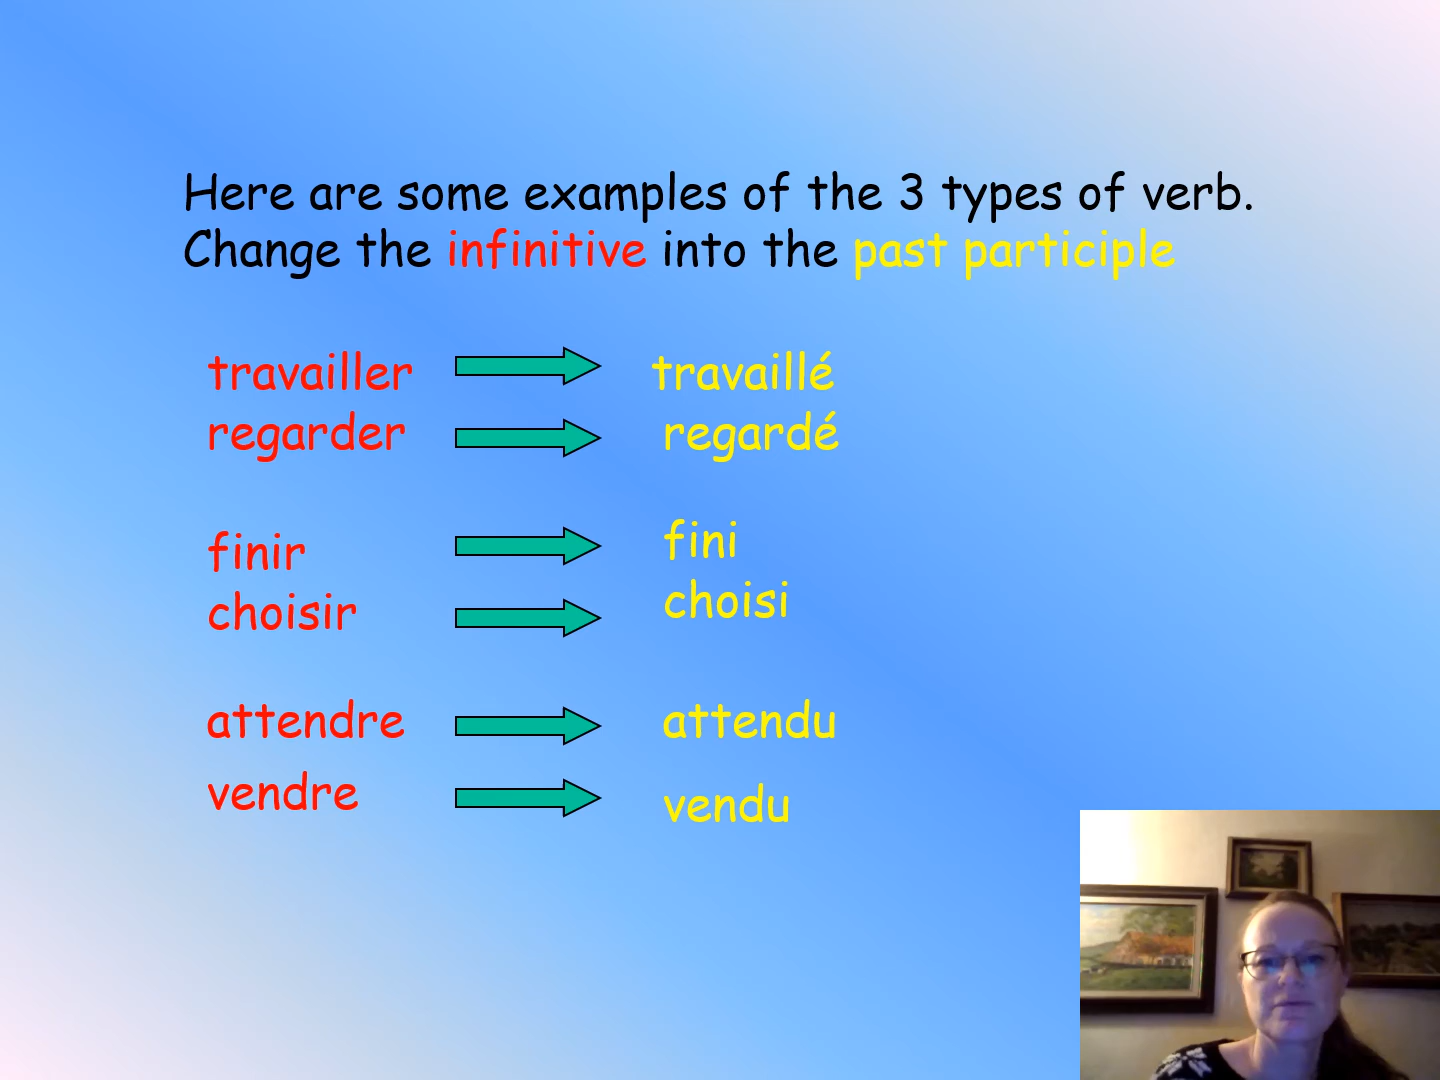 Here are some examples of the 3 types of verb.
Change the infinitive into the past participle
travailler travaillé
regarder regardé
finir fini
choisir choisi
attendre attendu
vendre vendu